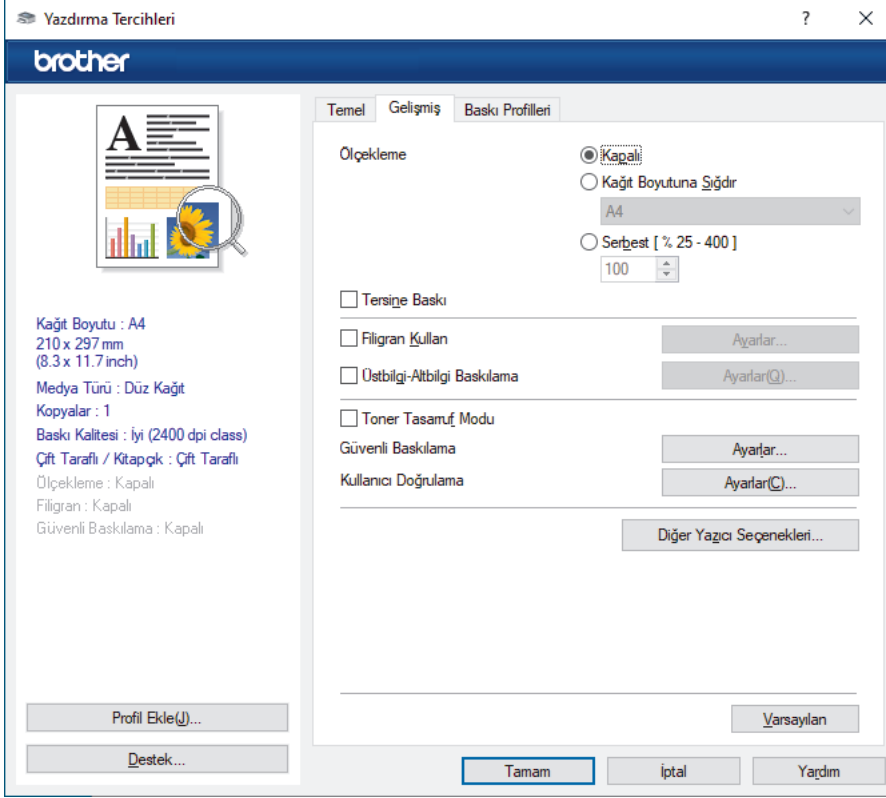 Yazdırma Tercihleri
?
brother
Temel
Gelişmiş
Baskı Profilleri
A
Kağıt Boyutu : A4
210 x 297 mm
(8.3 x 11.7 inch)
Medya Türü : Düz Kağıt
Kopyalar : 1
Baskı Kalitesi : İyi (2400 dpi class)
Çift Taraflı / Kitapçık : Çift Taraflı
Ölçekleme : Kapalı
Filigran : Kapalı
Güvenli Baskılama : Kapalı
Profil Ekle(J)...
Destek...
Ölçekleme
Kapalı
Kağıt Boyutuna Sığdır
A4
Serbest [ % 25 - 400 ]
100
Tersine Baskı
Filigran Kullan
Ayarlar...
Üstbilgi-Altbilgi Baskılama
Ayarlar(Q)...
Toner Tasarruf Modu
Güvenli Baskılama
Ayarlar...
Kullanıcı Doğrulama
Ayarlar(C)...
Diğer Yazıcı Seçenekleri...
Varsayılan
Tamam
İptal
Yardım